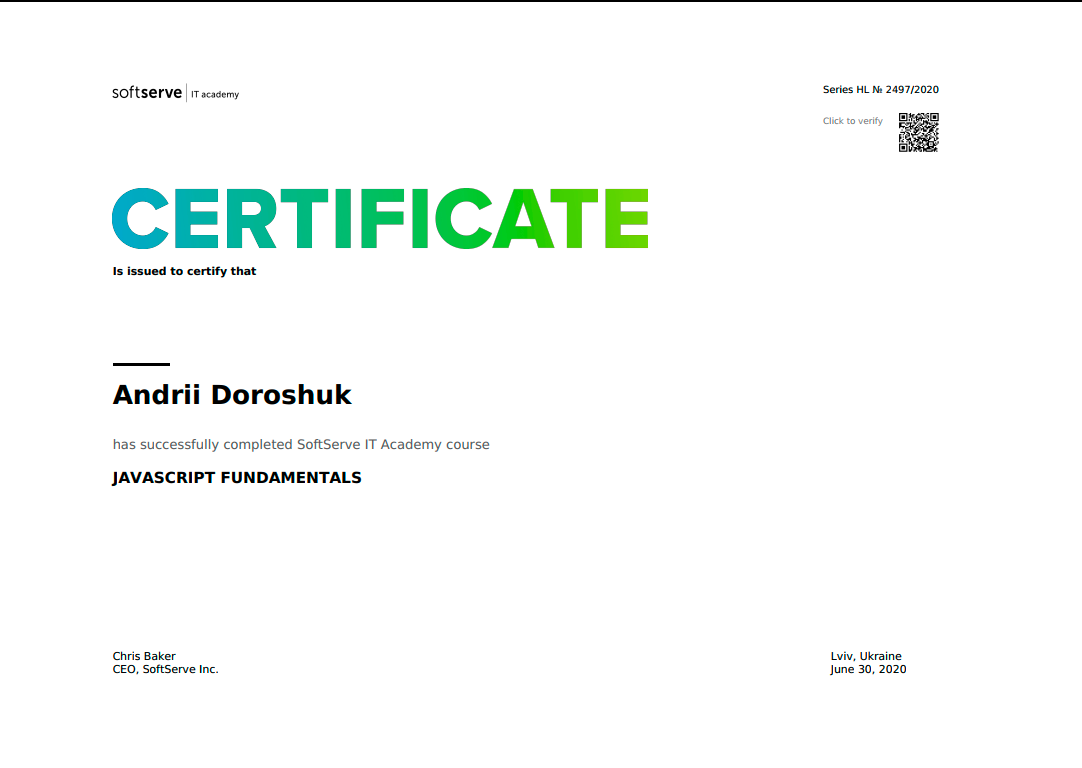 softserve | IT academy
Series HL № 2497/2020
Click to verify
CERTIFICATE
Is issued to certify that
Andrii Doroshuk
has successfully completed SoftServe IT Academy course
JAVASCRIPT FUNDAMENTALS
Chris Baker
CEO, SoftServe Inc.
Lviv, Ukraine
June 30, 2020